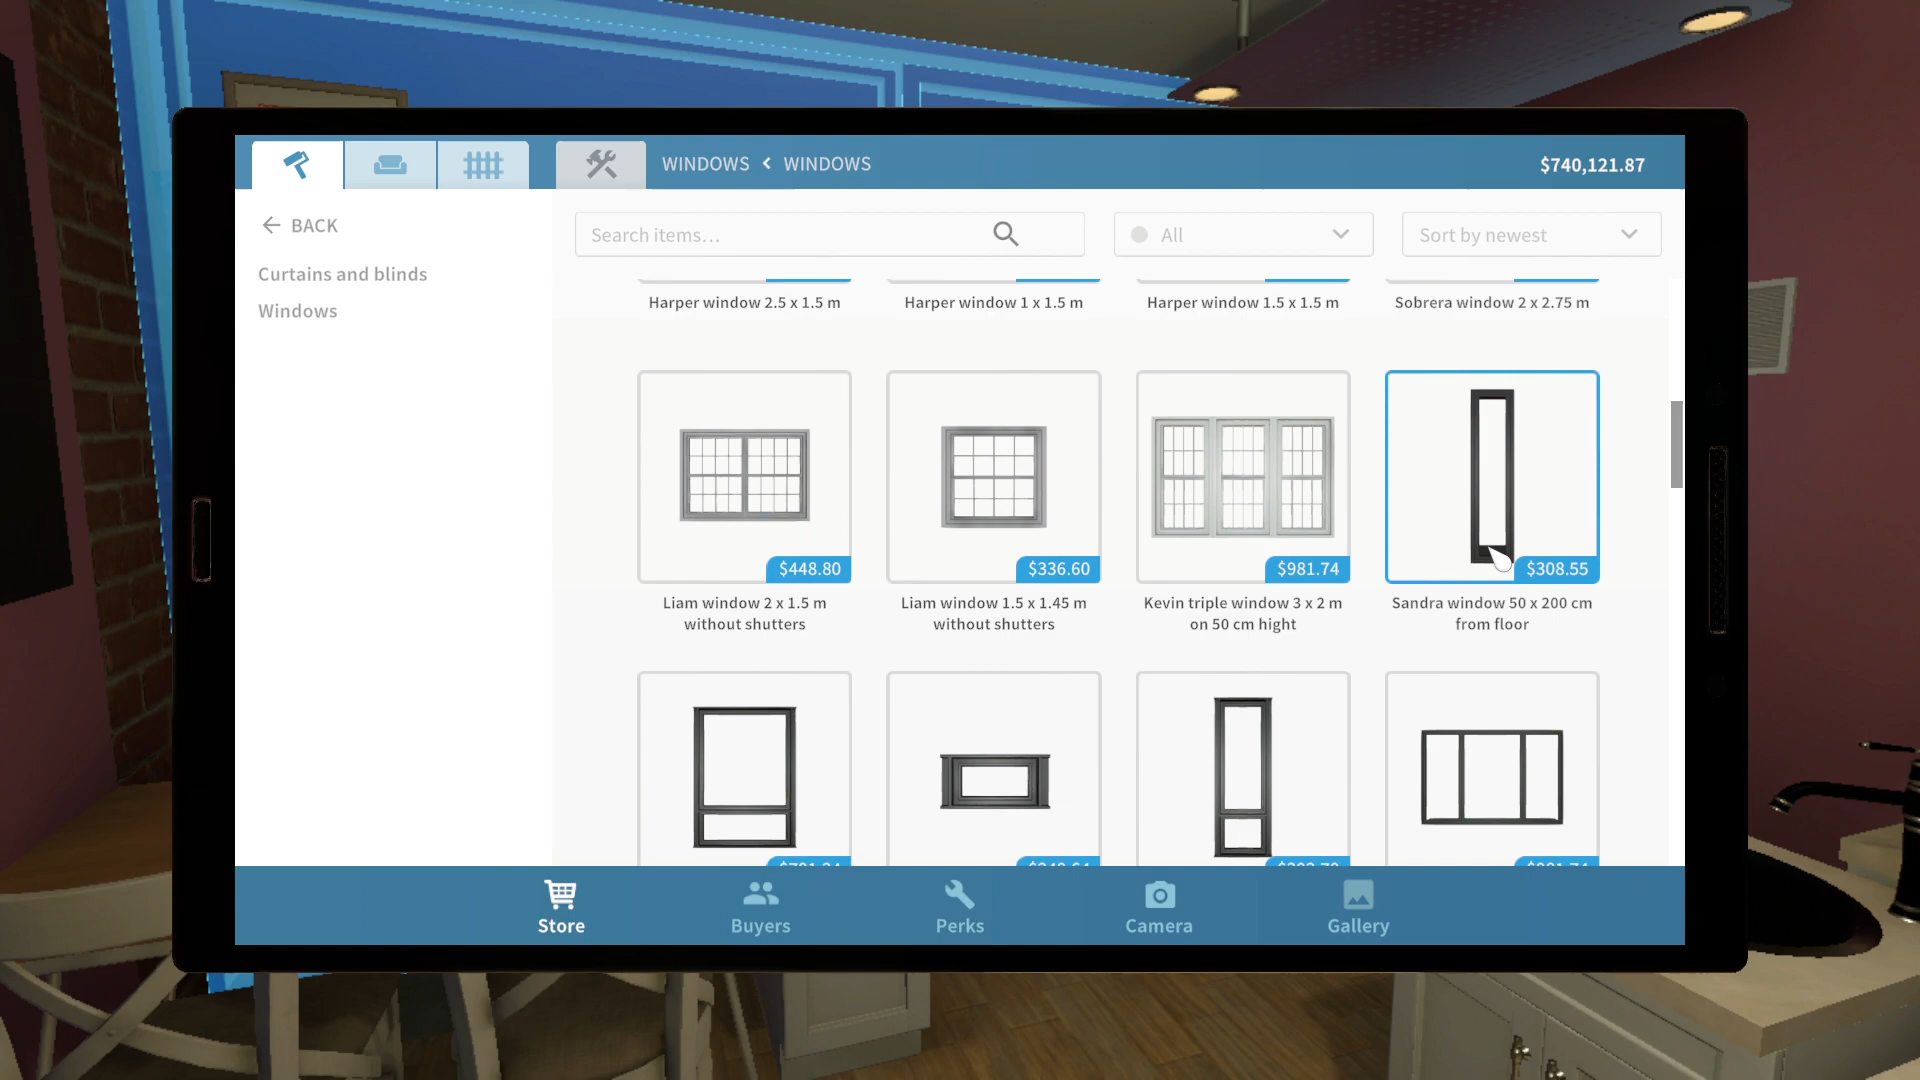 WINDOWS < WINDOWS
$740,121.87
BACK
Curtains and blinds
Windows
Search items...
All
Sort by newest
Harper window 2.5 x 1.5 m
Harper window 1 x 1.5 m
Harper window 1.5 x 1.5 m
Sobrera window 2 x 2.75 m
$448.80
$336.60
$981.74
$308.55
Liam window 2 x 1.5 m
without shutters
Liam window 1.5 x 1.45 m
without shutters
Kevin triple window 3 x 2 m
on 50 cm hight
Sandra window 50 x 200 cm
from floor
Store
Buyers
Perks
Camera
Gallery